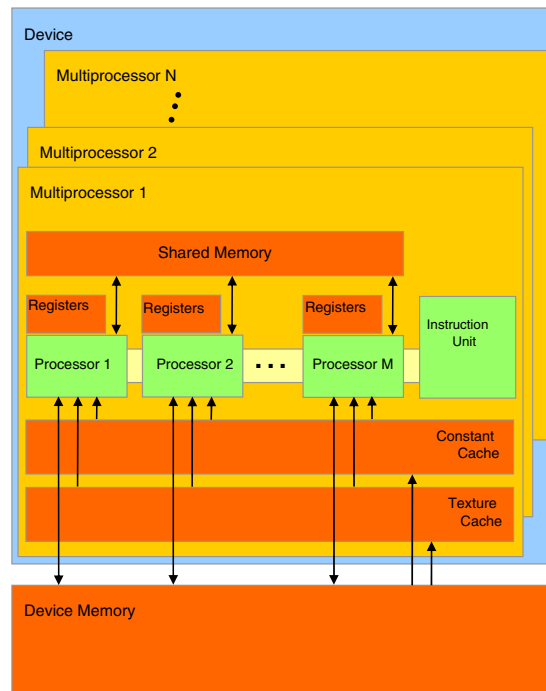 Device
Multiprocessor N
Multiprocessor 2
Multiprocessor 1
Shared Memory
Registers
Registers
Registers
Instruction
Unit
Processor 1
Processor 2
Processor M
Constant
Cache
Texture
Cache
Device Memory